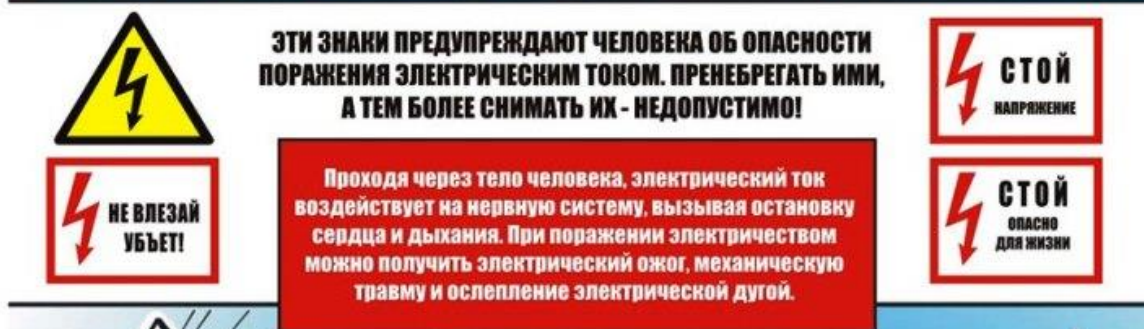 ЭТИ ЗНАКИ ПРЕДУПРЕЖДАЮТ ЧЕЛОВЕКА ОБ ОПАСНОСТИ
ПОРАЖЕНИЯ ЭЛЕКТРИЧЕСКИМ ТОКОМ. ПРЕНЕБРЕГАТЬ ИМИ,
А ТЕМ БОЛЕЕ СНИМАТЬ ИХ - НЕДОПУСТИМО!
СТОЙ
НАПРЯЖЕНИЕ
НЕ ВЛЕЗАЙ
УБЪЕТ!
Проходя через тело человека, электрический ток
воздействует на нервную систему, вызывая остановку
сердца и дыхания. При поражении электричеством
можно получить электрический ожог, механическую
травму и ослепление электрической дугой.
СТОЙ
ОПАСНО
ДЛЯ ЖИЗНИ